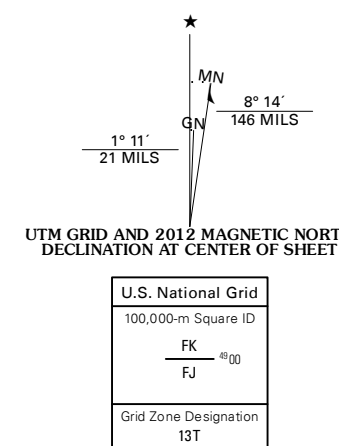 ★
MN
8° 14´
146 MILS
GN
1° 11´
21 MILS
UTM GRID AND 2012 MAGNETIC NORT
DECLINATION AT CENTER OF SHEET
U.S. National Grid
100,000-m Square ID
FK
4900
FJ
Grid Zone Designation
13T